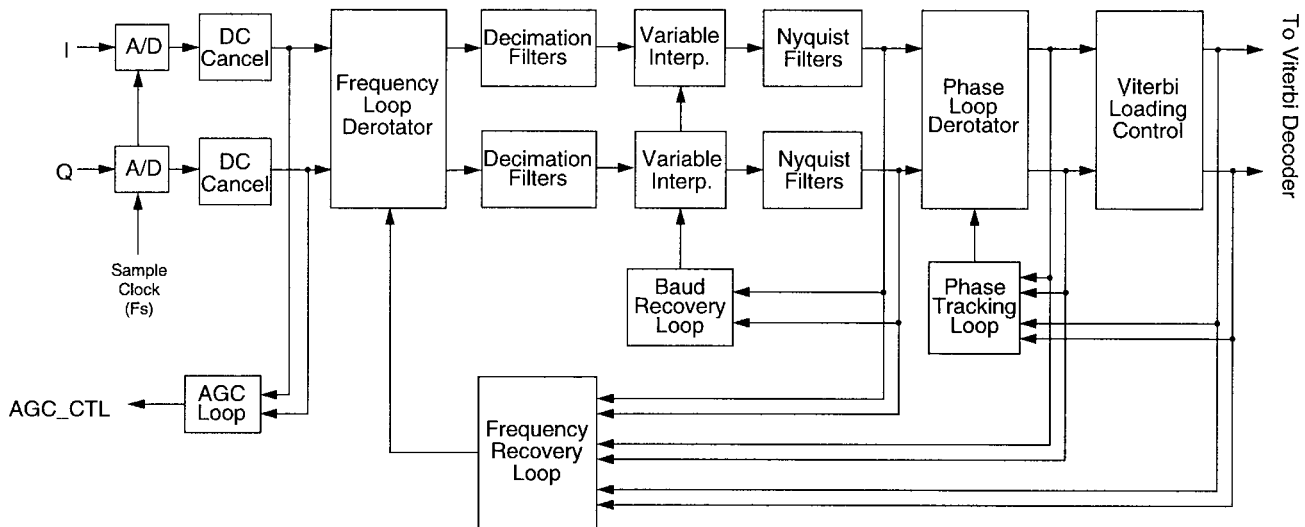 I
A/D
DC
Cancel
Frequency
Loop
Derotator
Decimation
Filters
Variable
Interp.
Nyquist
Filters
Phase
Loop
Derotator
Viterbi
Loading
Control
To Viterbi Decoder
Q
A/D
DC
Cancel
Decimation
Filters
Variable
Interp.
Nyquist
Filters
Sample
Clock
(Fs)
Baud
Recovery
Loop
Phase
Tracking
Loop
AGC_CTL
AGC
Loop
Frequency
Recovery
Loop